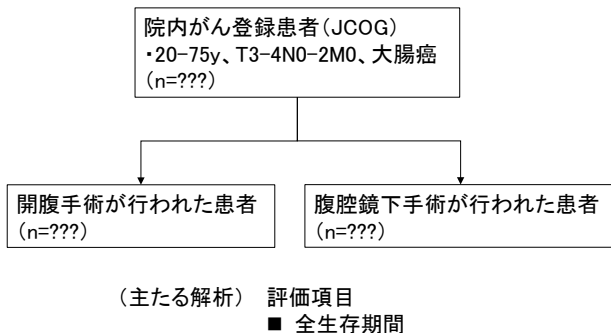 院内がん登録患者(JCOG)
・20-75y、T3-4N0-2M0、大腸癌
(n=???)
開腹手術が行われた患者
(n=???)
腹腔鏡下手術が行われた患者
(n=???)
(主たる解析) 評価項目
■ 全生存期間